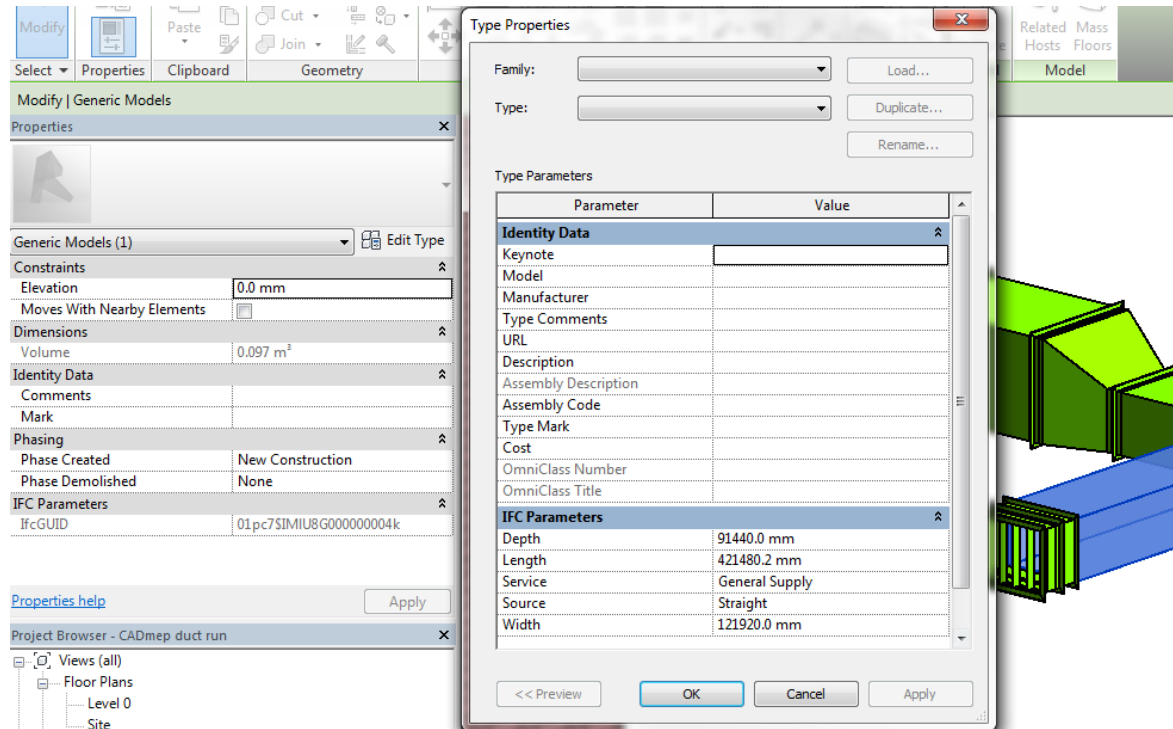 Modify
Paste
Cut
Join
Related Mass
Hosts Floors
Select Properties Clipboard Geometry
Model
Modify | Generic Models
Properties
Generic Models (1)
Edit Type
Constraints
Elevation 0.0 mm
Moves With Nearby Elements
Dimensions
Volume 0.097 m³
Identity Data
Comments
Mark
Phasing
Phase Created New Construction
Phase Demolished None
IFC Parameters
IfcGUID 01pc7$IMIU8G000000004k
Properties help Apply
Project Browser - CADmep duct run
Views (all)
Floor Plans
Level 0
Site
Type Properties
Family: Load...
Type: Duplicate...
Rename...
Type Parameters
Parameter Value
Identity Data
Keynote
Model
Manufacturer
Type Comments
URL
Description
Assembly Description
Assembly Code
Type Mark
Cost
OmniClass Number
OmniClass Title
IFC Parameters
Depth 91440.0 mm
Length 421480.2 mm
Service General Supply
Source Straight
Width 121920.0 mm
<< Preview OK Cancel Apply